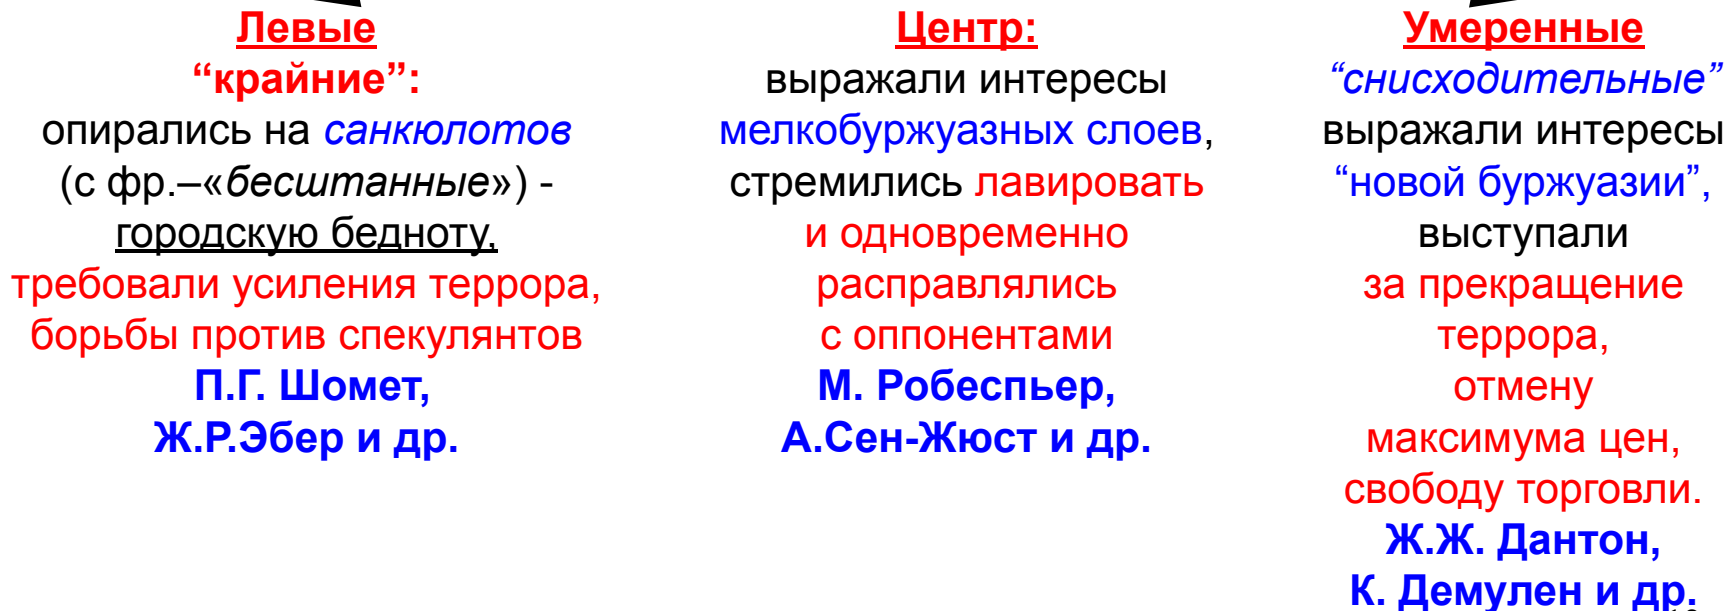 Левые
“крайние”:
опирались на санкюлотов
(с фр.–«бесштанные») -
городскую бедноту,
требовали усиления террора,
борьбы против спекулянтов
П.Г. Шомет,
Ж.Р.Эбер и др.
Центр:
выражали интересы
мелкобуржуазных слоев,
стремились лавировать
и одновременно
расправлялись
с оппонентами
М. Робеспьер,
А.Сен-Жюст и др.
Умеренные
“снисходительные”
выражали интересы
“новой буржуазии”,
выступали
за прекращение
террора,
отмену
максимума цен,
свободу торговли.
Ж.Ж. Дантон,
К. Демулен и др.